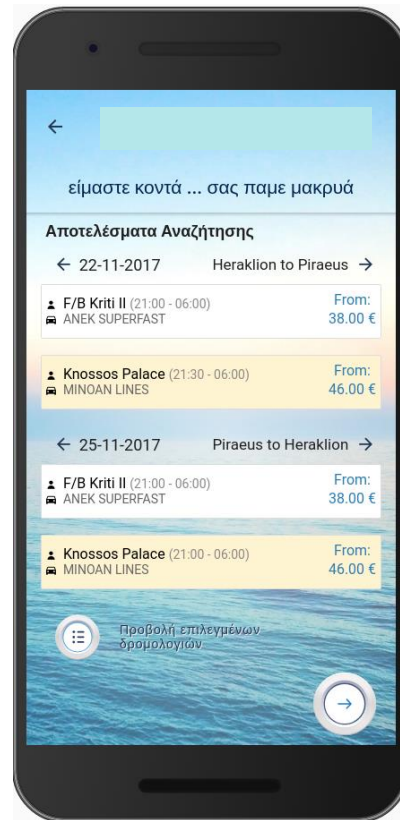 είμαστε κοντά ... σας παμε μακρυά
Αποτελέσματα Αναζήτησης
← 22-11-2017 Heraklion to Piraeus →
F/B Kriti II (21:00 - 06:00) From:
ANEK SUPERFAST 38.00 €
Knossos Palace (21:30 - 06:00) From:
MINOAN LINES 46.00 €
← 25-11-2017 Piraeus to Heraklion →
F/B Kriti II (21:00 - 06:00) From:
ANEK SUPERFAST 38.00 €
Knossos Palace (21:00 - 06:00) From:
MINOAN LINES 46.00 €
Προβολή επιλεγμένων
δρομολογιών